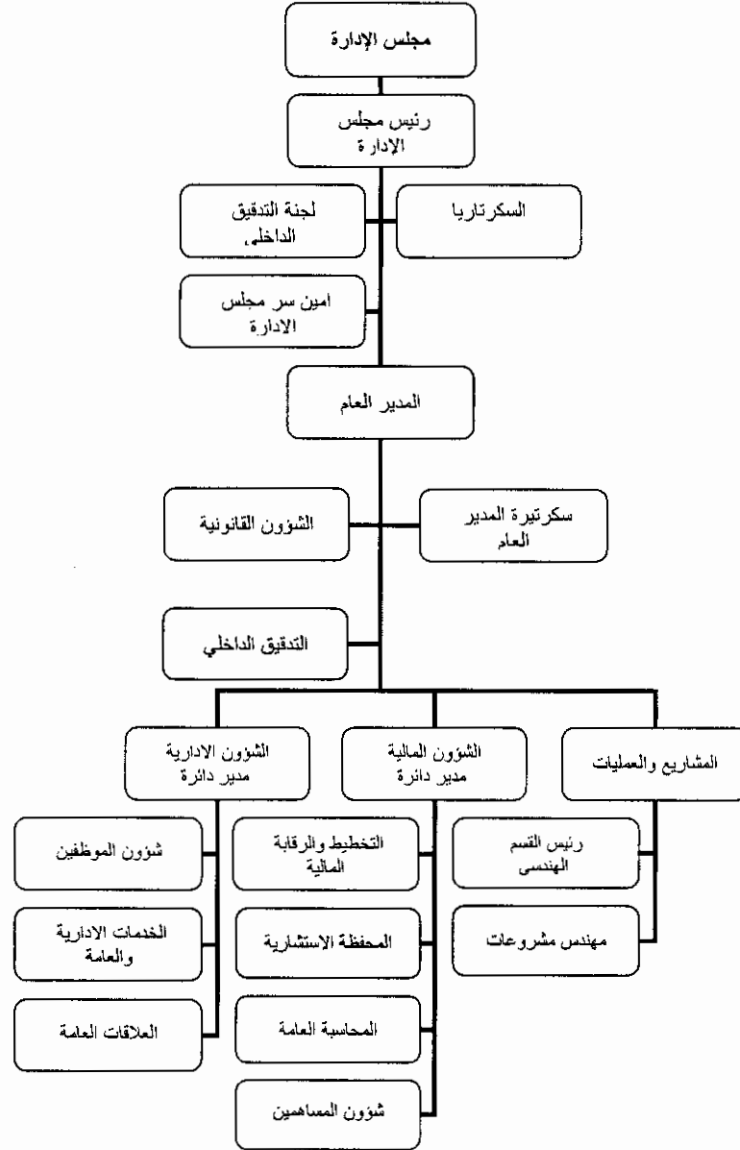 مجلس الإدارة
رئيس مجلس
الإدارة
السكرتاريا
لجنة التدقيق
الداخلي
امين سر مجلس
الادارة
المدير العام
سكرتيرة المدير
العام
الشؤون القانونية
التدقيق الداخلي
المشاريع والعمليات
الشؤون المالية
مدير دائرة
الشؤون الادارية
مدير دائرة
رئيس القسم
الهندسي
مهندس مشروعات
التخطيط والرقابة
المالية
المحفظة الاستشارية
المحاسبة العامة
شؤون المساهمين
شؤون الموظفين
الخدمات الادارية
والعامة
العلاقات العامة